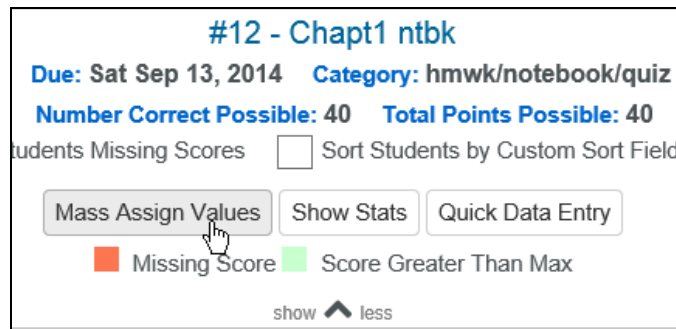 #12 - Chapt1 ntbk
Due: Sat Sep 13, 2014 Category: hmwk/notebook/quiz
Number Correct Possible: 40 Total Points Possible: 40
tudents Missing Scores Sort Students by Custom Sort Field
Mass Assign Values Show Stats Quick Data Entry
Missing Score Score Greater Than Max
show less